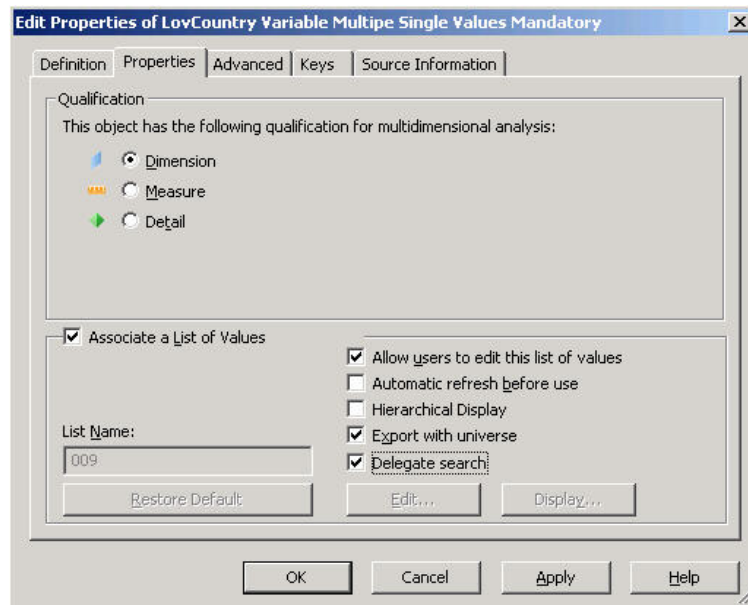 Edit Properties of LovCountry Variable Multipe Single Values Mandatory
Definition Properties Advanced Keys Source Information
Qualification
This object has the following qualification for multidimensional analysis:
Dimension
Measure
Detail
Associate a List of Values
Allow users to edit this list of values
Automatic refresh before use
Hierarchical Display
List Name:
Export with universe
009
Delegate search
Restore Default Edit... Display...
OK Cancel Apply Help